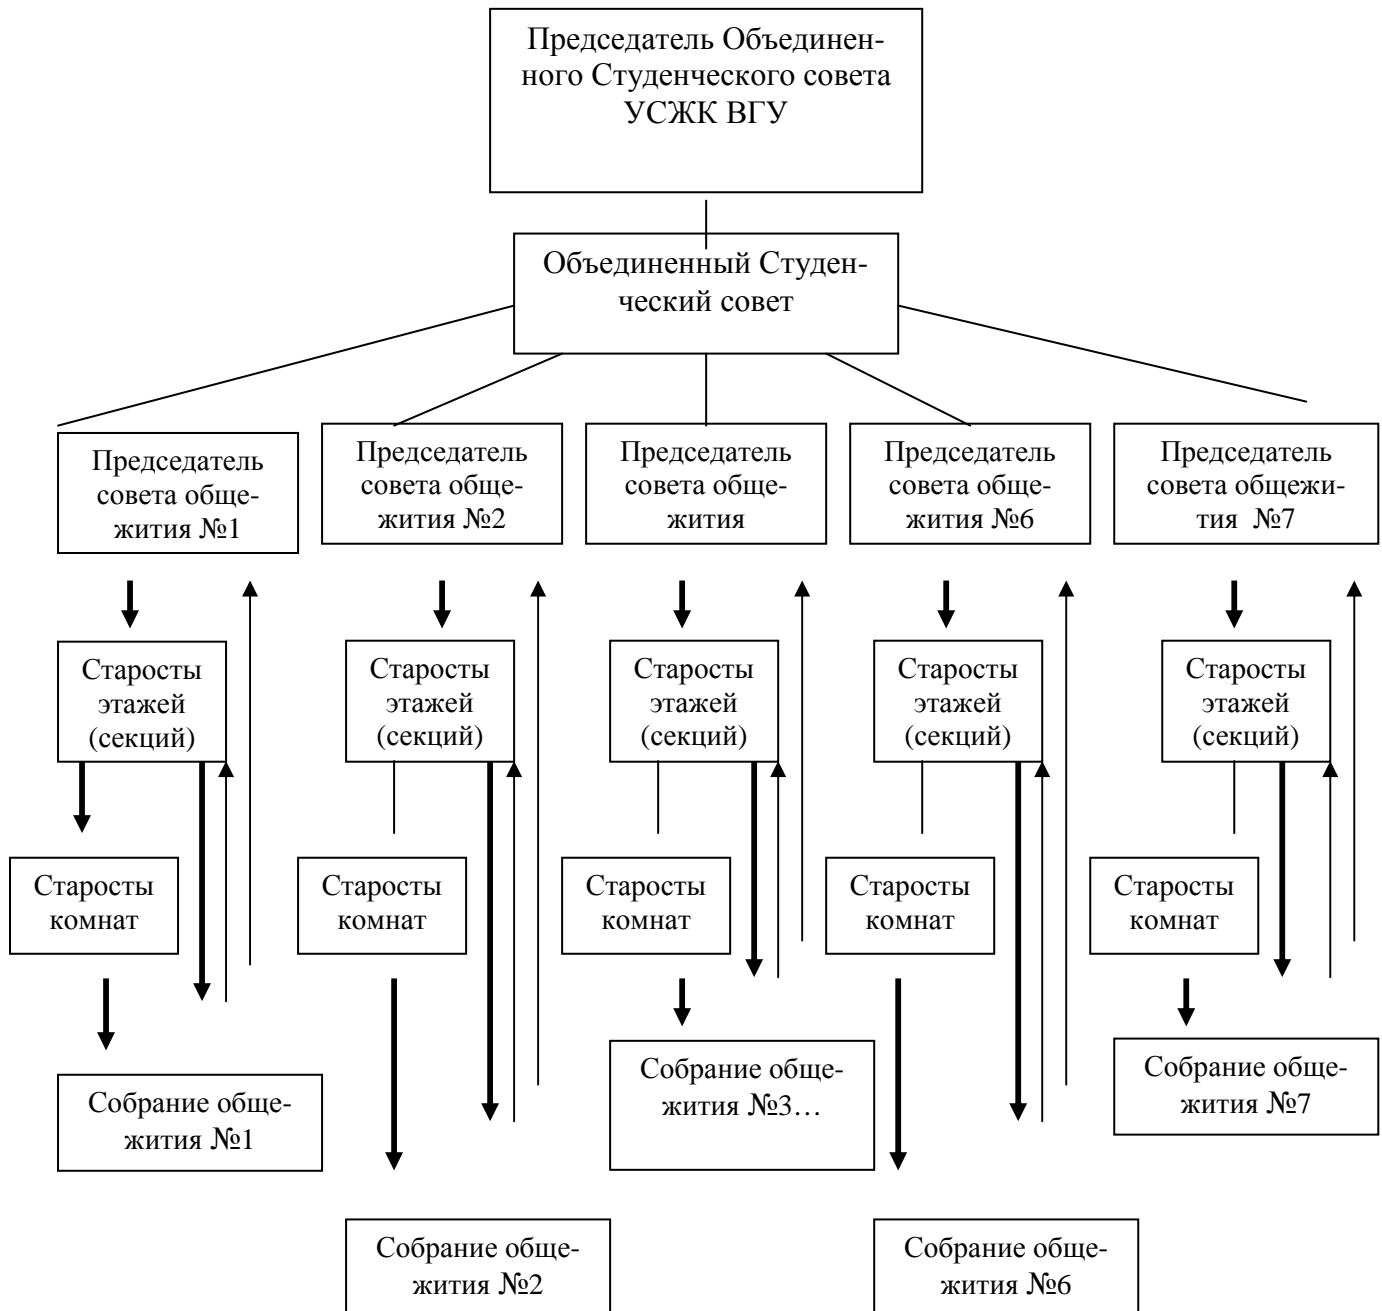 Председатель Объединен-
ного Студенческого совета
УСЖК ВГУ
Объединенный Студен-
ческий совет
Председатель
совета обще-
жития №1
Председатель
совета обще-
жития №2
Председатель
совета обще-
жития
Председатель
совета обще-
жития №6
Председатель
совета общежи-
тия №7
Старосты
этажей
(секций)
Старосты
этажей
(секций)
Старосты
этажей
(секций)
Старосты
этажей
(секций)
Старосты
этажей
(секций)
Старосты
комнат
Старосты
комнат
Старосты
комнат
Старосты
комнат
Старосты
комнат
Собрание обще-
жития №1
Собрание обще-
жития №3…
Собрание обще-
жития №7
Собрание обще-
жития №2
Собрание обще-
жития №6